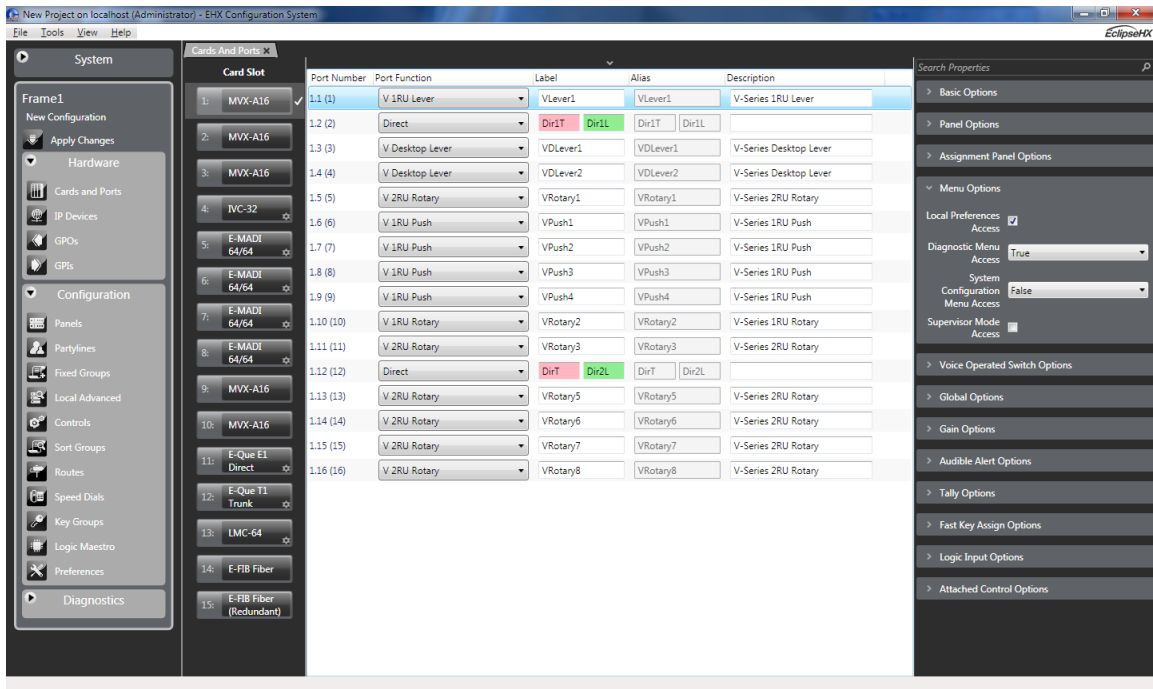 New Project on localhost (Administrator) - EHX Configuration System
File Tools View Help
EclipseHX
System
Frame1
New Configuration
Apply Changes
Hardware
Cards and Ports
IP Devices
GPOs
GPIs
Configuration
Panels
Partylines
Fixed Groups
Local Advanced
Controls
Sort Groups
Routes
Speed Dials
Key Groups
Logic Maestro
Preferences
Diagnostics
Cards And Ports ×
Card Slot
1: MVX-A16
2: MVX-A16
3: MVX-A16
4: IVC-32
5: E-MADI
64/64
6: E-MADI
64/64
7: E-MADI
64/64
8: E-MADI
64/64
9: MVX-A16
10: MVX-A16
11: E-Que E1
Direct
12: E-Que T1
Trunk
13: LMC-64
14: E-FIB Fiber
15: E-FIB Fiber
(Redundant)
Port Number Port Function Label Alias Description
1.1 (1) V 1RU Lever VLever1 VLever1 V-Series 1RU Lever
1.2 (2) Direct Dir1T Dir1L Dir1T Dir1L
1.3 (3) V Desktop Lever VDLever1 VDLever1 V-Series Desktop Lever
1.4 (4) V Desktop Lever VDLever2 VDLever2 V-Series Desktop Lever
1.5 (5) V 2RU Rotary VRotary1 VRotary1 V-Series 2RU Rotary
1.6 (6) V 1RU Push VPush1 VPush1 V-Series 1RU Push
1.7 (7) V 1RU Push VPush2 VPush2 V-Series 1RU Push
1.8 (8) V 1RU Push VPush3 VPush3 V-Series 1RU Push
1.9 (9) V 1RU Push VPush4 VPush4 V-Series 1RU Push
1.10 (10) V 1RU Rotary VRotary2 VRotary2 V-Series 1RU Rotary
1.11 (11) V 2RU Rotary VRotary3 VRotary3 V-Series 2RU Rotary
1.12 (12) Direct DirT Dir2L DirT Dir2L
1.13 (13) V 2RU Rotary VRotary5 VRotary5 V-Series 2RU Rotary
1.14 (14) V 2RU Rotary VRotary6 VRotary6 V-Series 2RU Rotary
1.15 (15) V 2RU Rotary VRotary7 VRotary7 V-Series 2RU Rotary
1.16 (16) V 2RU Rotary VRotary8 VRotary8 V-Series 2RU Rotary
Search Properties
Basic Options
Panel Options
Assignment Panel Options
Menu Options
Local Preferences
Access
Diagnostic Menu
Access True
System
Configuration
Menu Access False
Supervisor Mode
Access
Voice Operated Switch Options
Global Options
Gain Options
Audible Alert Options
Tally Options
Fast Key Assign Options
Logic Input Options
Attached Control Options